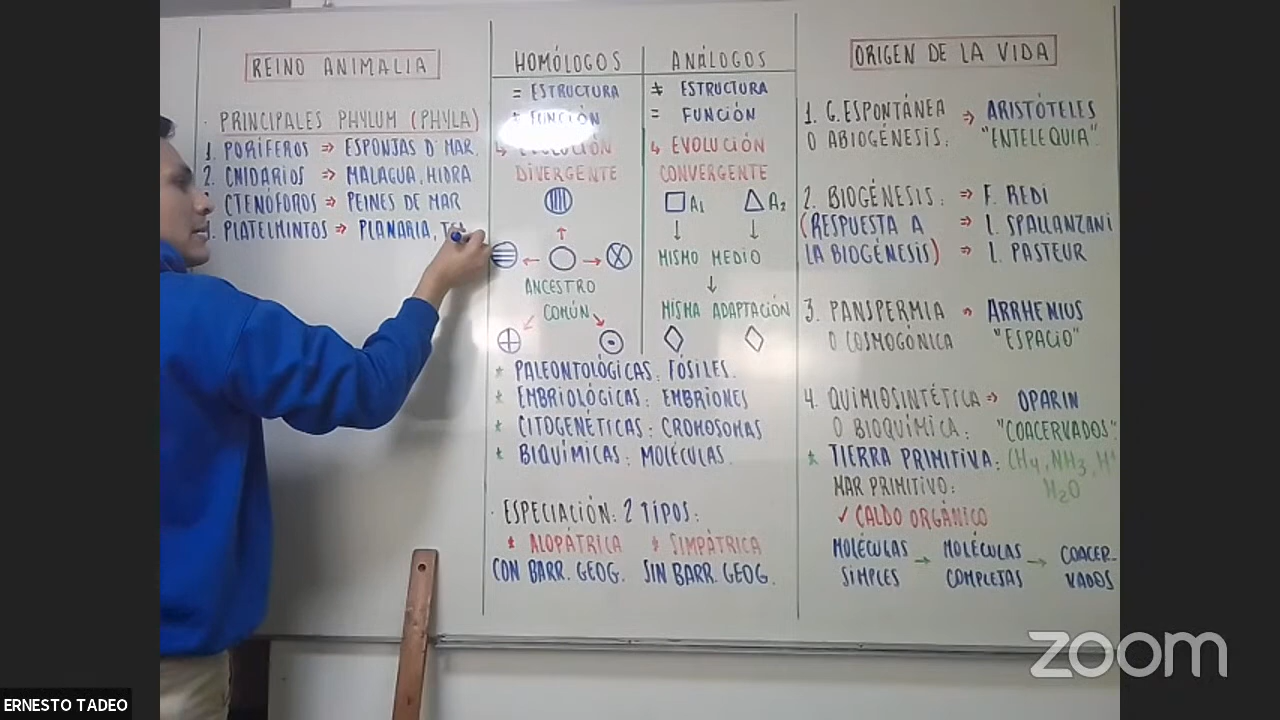 REINO ANIMALIA
· PRINCIPALES PHYLUM (PHYLA)
1. PORÍFEROS ⇒ ESPONJAS D' MAR.
2. CNIDARIOS ⇒ MALAGUA, HIDRA
CTENÓFOROS ⇒ PEINES DE MAR
PLATELMINTOS ⇒ PLANARIA,
HOMÓLOGOS
= ESTRUCTURA
≠ FUNCIÓN
↳ EVOLUCIÓN
DIVERGENTE
ANCESTRO
COMÚN
ANÁLOGOS
≠ ESTRUCTURA
= FUNCIÓN
↳ EVOLUCIÓN
CONVERGENTE
A1 A2
MISMO MEDIO
MISMA ADAPTACIÓN
* PALEONTOLÓGICAS: FÓSILES.
* EMBRIOLÓGICAS: EMBRIONES
* CITOGENÉTICAS: CROMOSOMAS
* BIQUÍMICAS: MOLÉCULAS.
· ESPECIACIÓN: 2 TIPOS:
* ALOPÁTRICA * SIMPÁTRICA
CON BARR. GEOG. SIN BARR. GEOG.
ORIGEN DE LA VIDA
1. G. ESPONTÁNEA ⇒ ARISTÓTELES
O ABIOGÉNESIS: "ENTELEQUIA".
2. BIOGÉNESIS: ⇒ F. REDI
(RESPUESTA A ⇒ L. SPALLANZANI
LA BIOGÉNESIS) ⇒ L. PASTEUR
3. PANSPERMIA ⇒ ARRHENIUS
O COSMOGÓNICA "ESPACIO"
4. QUIMIOSINTÉTICA ⇒ OPARIN
O BIOQUÍMICA: "COACERVADOS".
* TIERRA PRIMITIVA: CH4, NH3, H+
MAR PRIMITIVO: H2O
✓ CALDO ORGÁNICO
MOLÉCULAS → MOLÉCULAS → COACER-
SIMPLES COMPLEJAS VADOS
zoom
ERNESTO TADEO